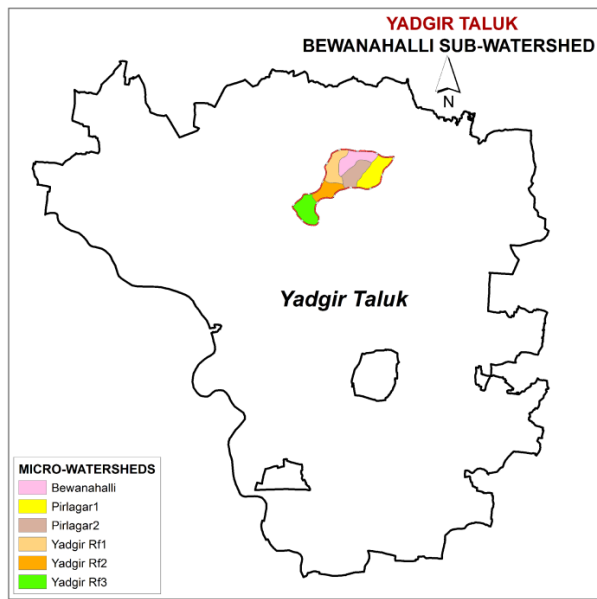 YADGIR TALUK
BEWANAHALLI SUB-WATERSHED
N
Yadgir Taluk
MICRO-WATERSHEDS
Bewanahalli
Pirlagar1
Pirlagar2
Yadgir Rf1
Yadgir Rf2
Yadgir Rf3